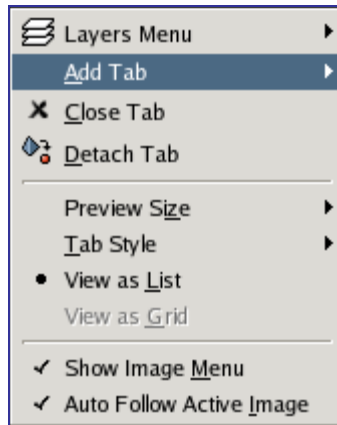 Layers Menu
Add Tab
Close Tab
Detach Tab
Preview Size
Tab Style
View as List
View as Grid
Show Image Menu
Auto Follow Active Image